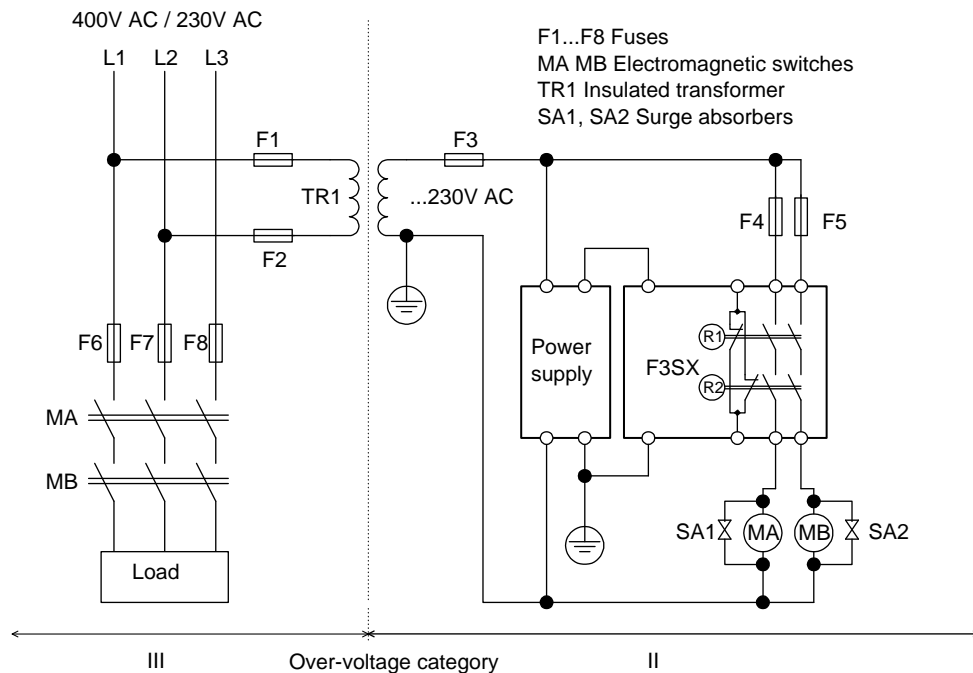 400V AC / 230V AC
L1 L2 L3
F1...F8 Fuses
MA MB Electromagnetic switches
TR1 Insulated transformer
SA1, SA2 Surge absorbers
F1
F3
TR1
...230V AC
F2
F4 F5
F6 F7 F8
Power
supply
F3SX
R1
R2
MA
MB
Load
SA1 MA MB SA2
III Over-voltage category II